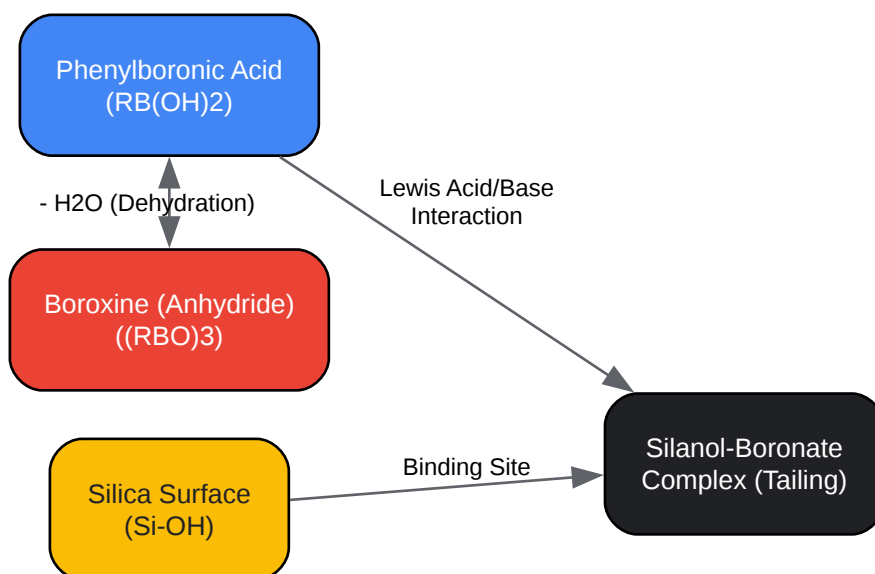 Phenylboronic Acid
(RB(OH)2)
- H2O (Dehydration)
Lewis Acid/Base
Interaction
Boroxine (Anhydride)
((RBO)3)
Silica Surface
(Si-OH)
Binding Site
Silanol-Boronate
Complex (Tailing)